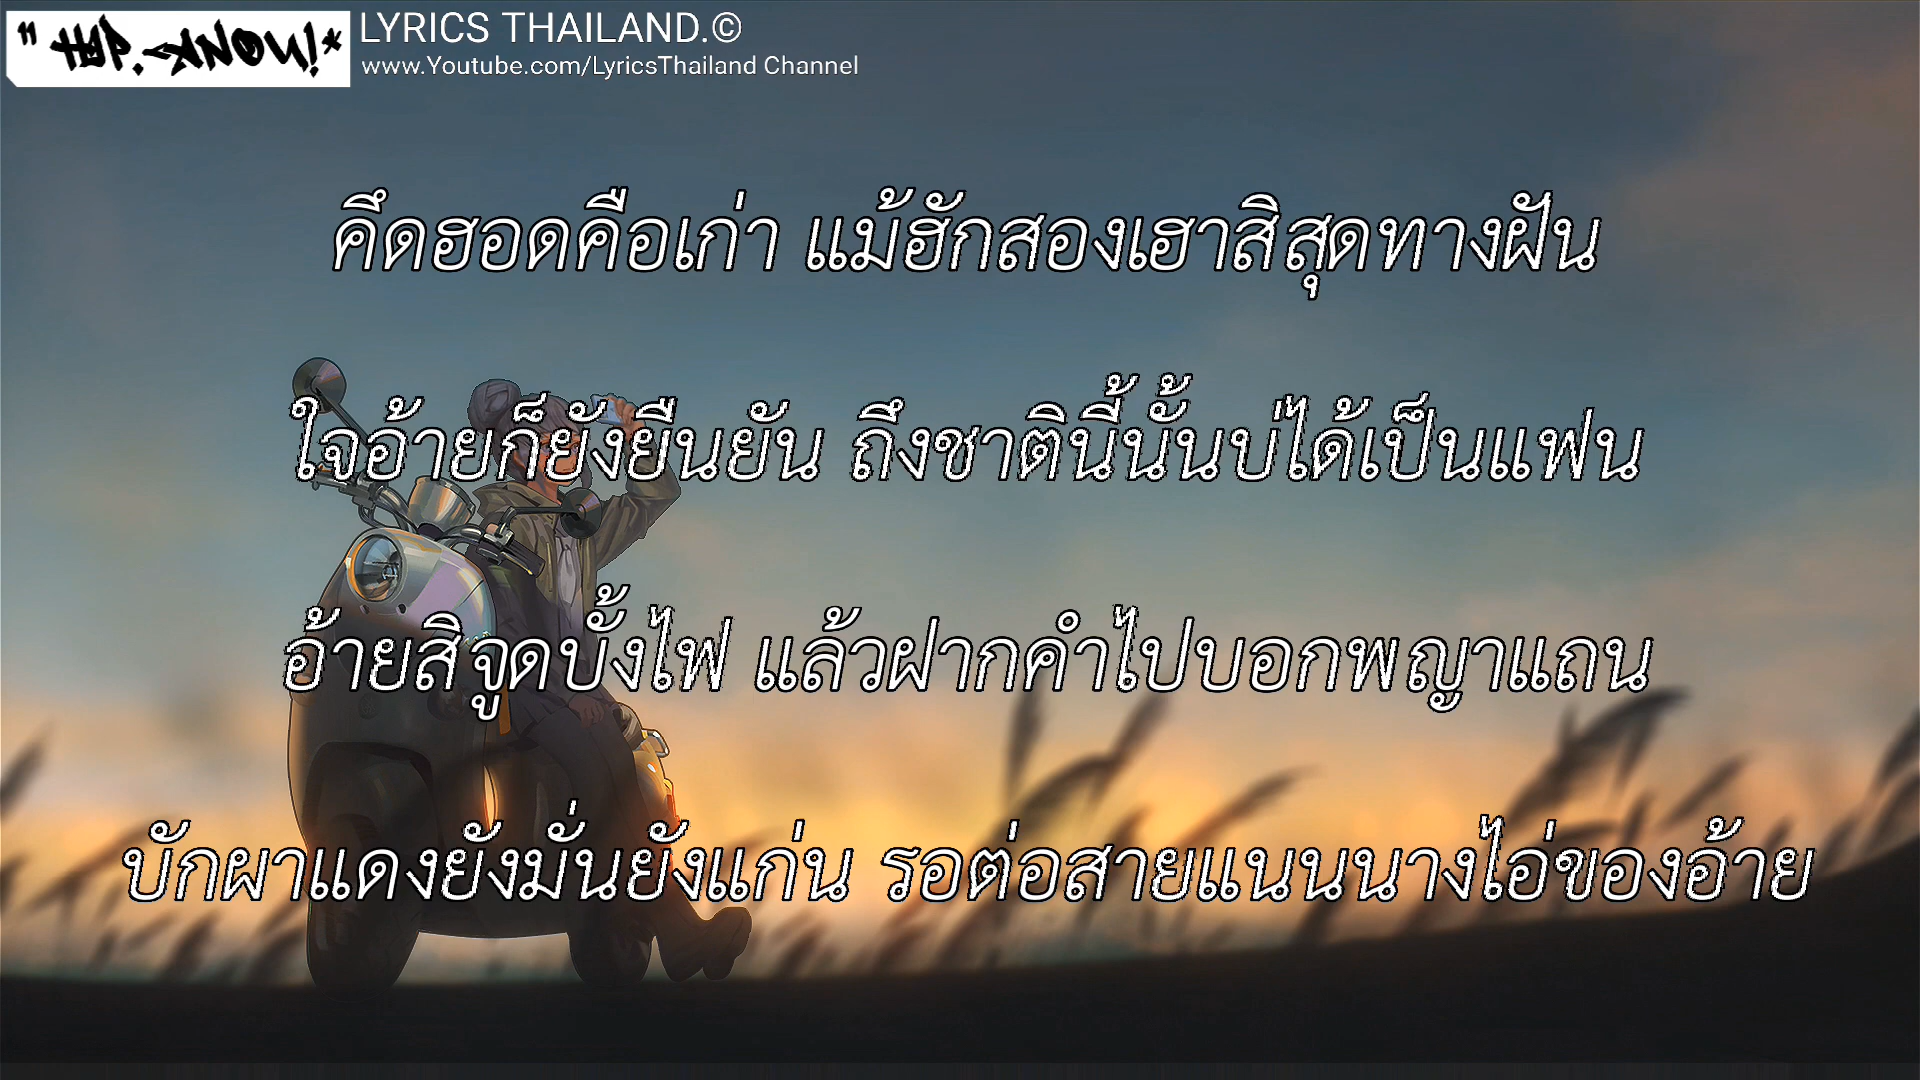 " HAP.-KNOW!*
LYRICS THAILAND.©
www.Youtube.com/LyricsThailand Channel
คึดฮอดคือเก่า แม้ฮักสองเฮาสิสุดทางฝัน
ใจอ้ายก็ยังยืนยัน ถึงชาตินี้นั้นบ่ได้เป็นแฟน
อ้ายสิจูดบั้งไฟ แล้วฝากคำไปบอกพญาแถน
บักผาแดงยังมั่นยังแก่น รอต่อสายแนนนางไอ่ของอ้าย